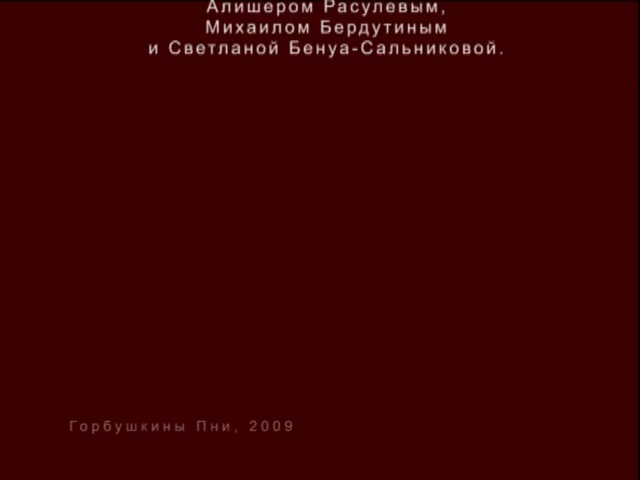 Алишером Расулевым,
Михаилом Бердутиным
и Светланой Бенуа-Сальниковой.
Горбушкины Пни, 2009